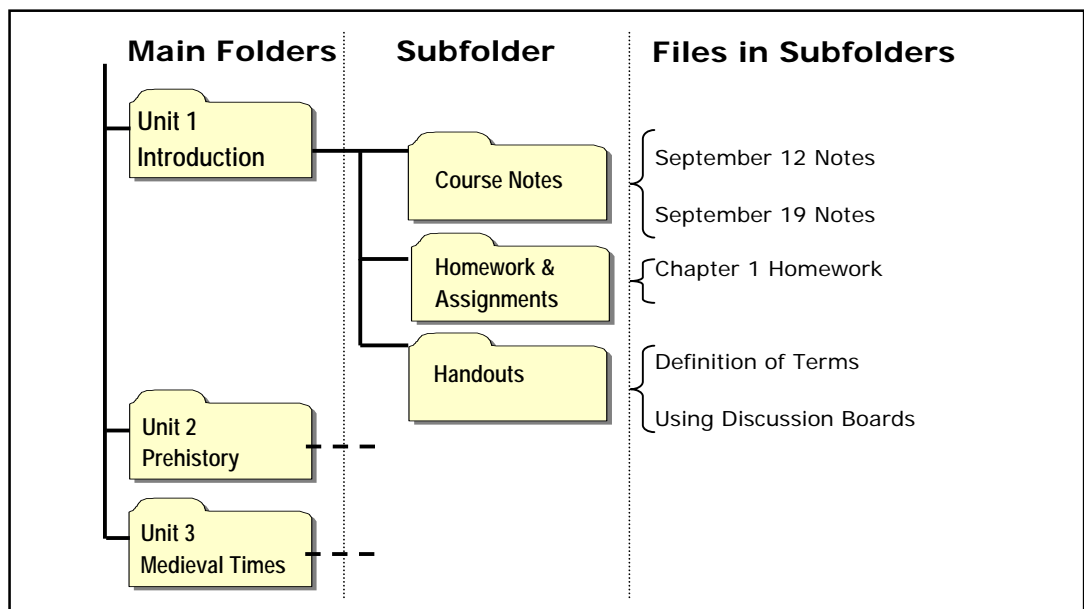 Main Folders
Subfolder
Files in Subfolders
Unit 1
Introduction
Course Notes
September 12 Notes
September 19 Notes
Homework &
Assignments
Chapter 1 Homework
Handouts
Definition of Terms
Using Discussion Boards
Unit 2
Prehistory
Unit 3
Medieval Times